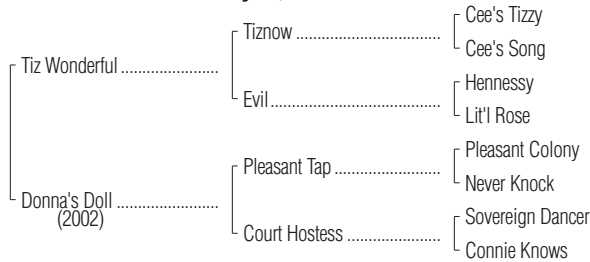 Cee's Tizzy
Tiznow ..............................
Cee's Song
Tiz Wonderful ......................
Hennessy
Evil ....................................
Lit'l Rose
Pleasant Colony
Pleasant Tap ......................
Never Knock
Donna's Doll .......................
(2002)
Sovereign Dancer
Court Hostess ...................
Connie Knows